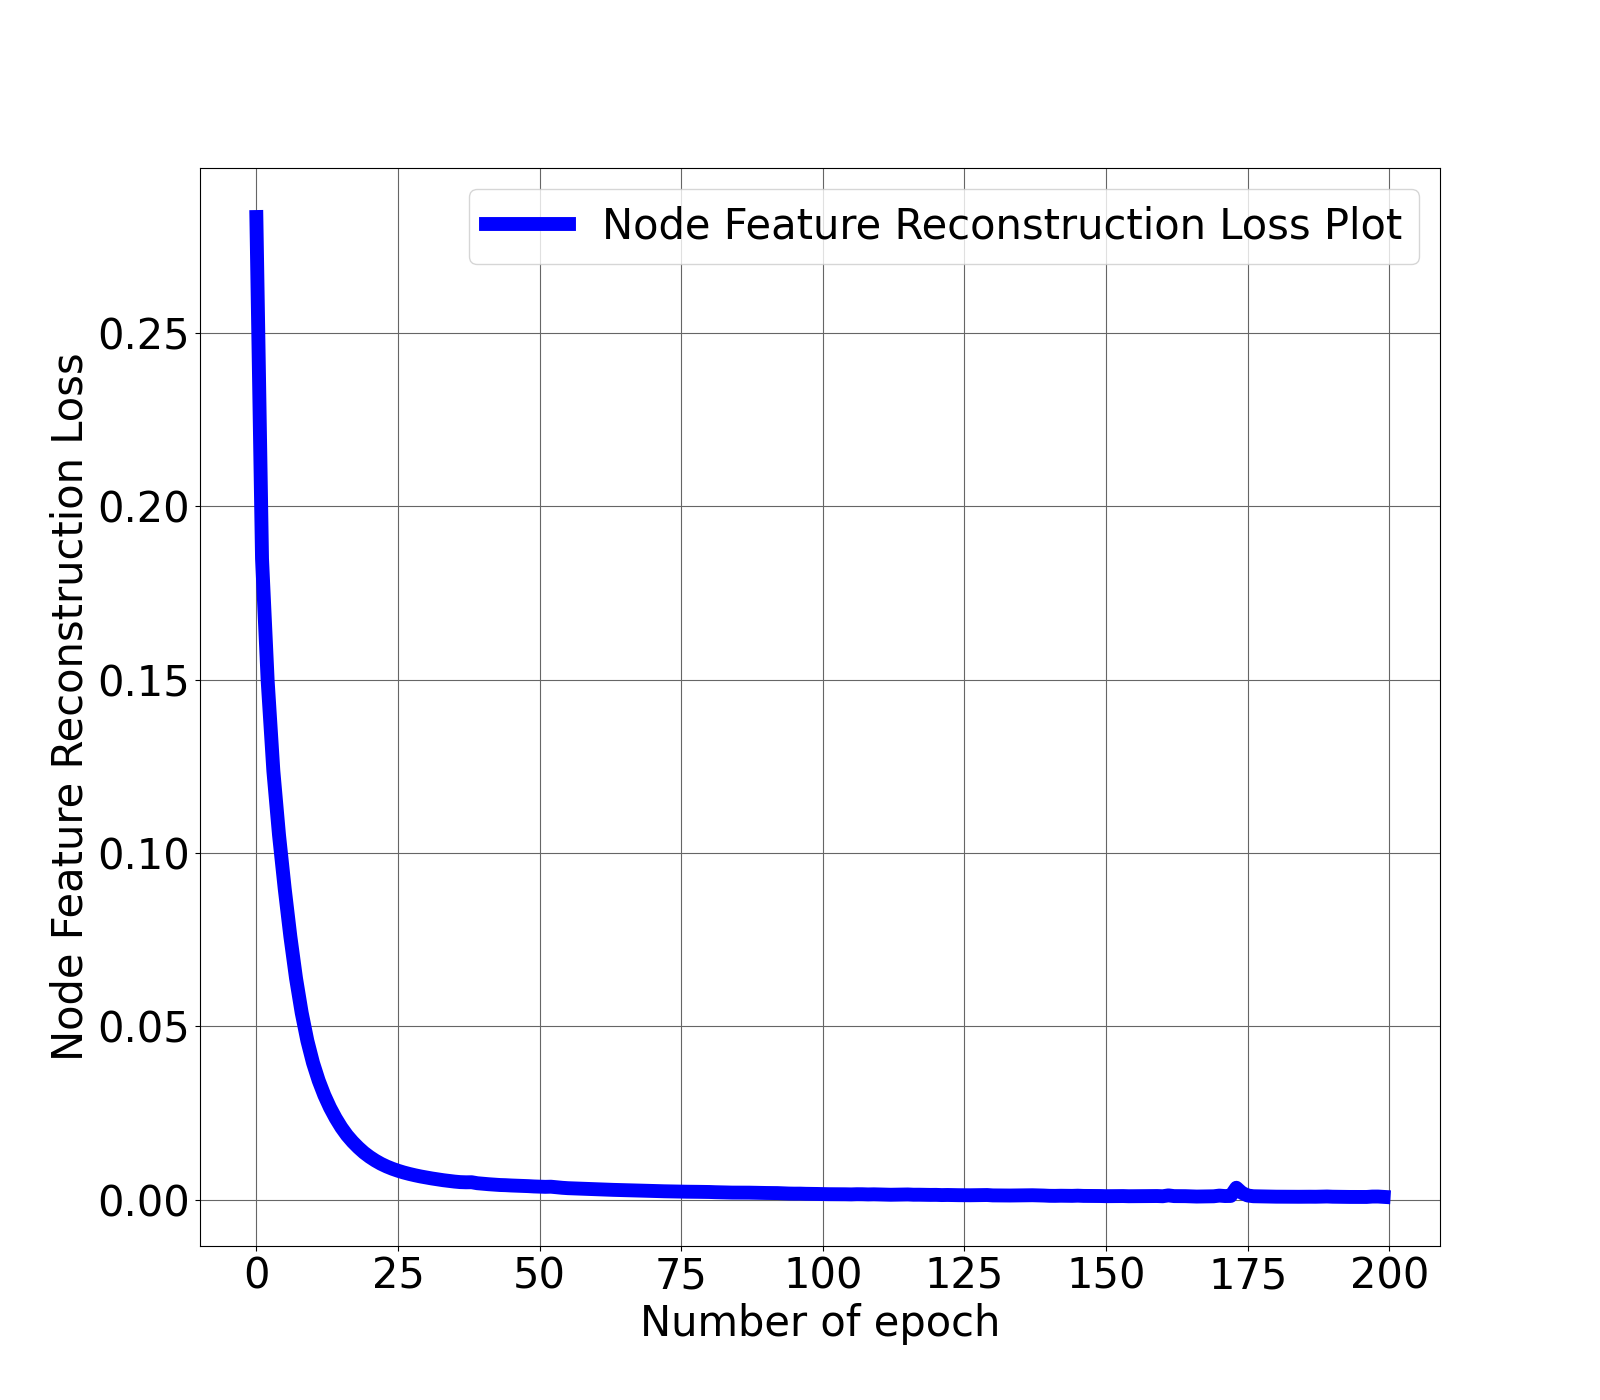 Node Feature Reconstruction Loss Plot
Node Feature Reconstruction Loss
0.25
0.20
0.15
0.10
0.05
0.00
0 25 50 75 100 125 150 175 200
Number of epoch